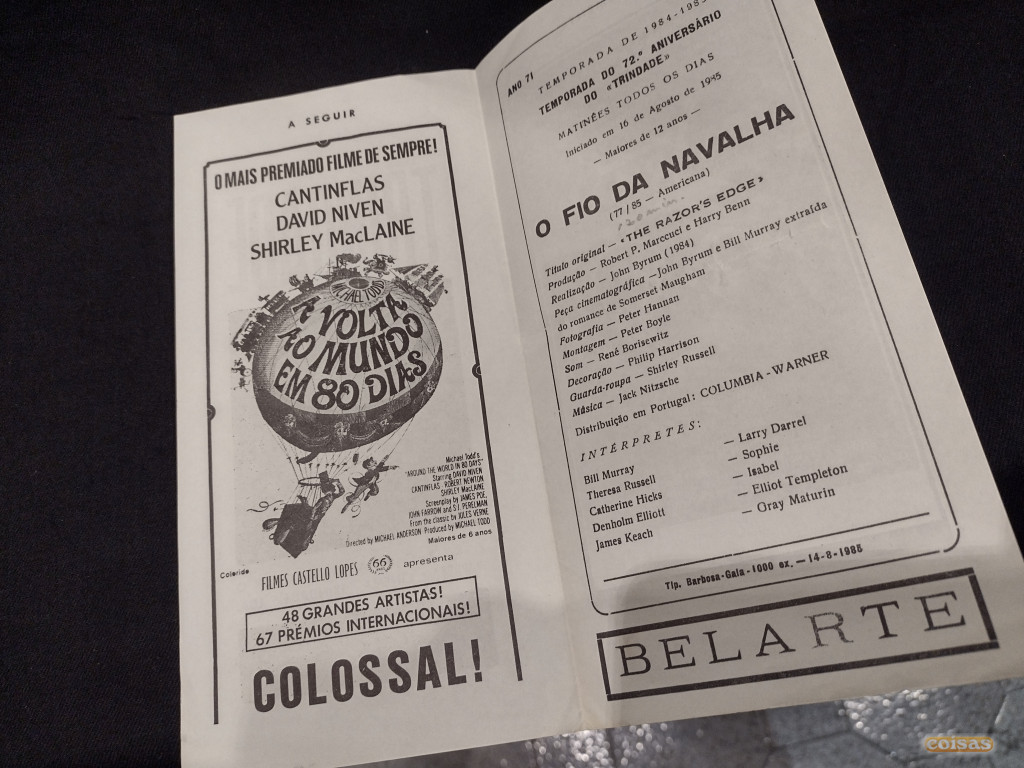 A SEGUIR
O MAIS PREMIADO FILME DE SEMPRE!
CANTINFLAS
DAVID NIVEN
SHIRLEY MacLAINE
MICHAEL TODD
A VOLTA
AO MUNDO
EM 80 DIAS
Michael Todd's
"AROUND THE WORLD IN 80 DAYS"
Starring DAVID NIVEN
CANTINFLAS . ROBERT NEWTON
SHIRLEY MacLAINE
Screenplay by JAMES POE,
JOHN FARROW and S.I. PERELMAN
From the classic by JULES VERNE
Directed by MICHAEL ANDERSON Produced by MICHAEL TODD
Maiores de 6 anos
Colorido
FILMES CASTELLO LOPES 66 apresenta
48 GRANDES ARTISTAS!
67 PRÉMIOS INTERNACIONAIS!
COLOSSAL!
ANO 71 TEMPORADA DE 1984-1985
TEMPORADA DO 72.º ANIVERSÁRIO
DO «TRINDADE»
MATINÉES TODOS OS DIAS
Iniciado em 16 de Agosto de 1985
— Maiores de 12 anos —
O FIO DA NAVALHA
(77 / 85 — Americana)
Título original — «THE RAZOR'S EDGE»
Produção — Robert P. Marccuci e Harry Benn
Realização — John Byrum (1984)
Peça cinematográfica — John Byrum e Bill Murray extraída
do romance de Somerset Maugham
Fotografia — Peter Hannan
Montagem — Peter Boyle
Som — René Borisewitz
Decoração — Philip Harrison
Guarda-roupa — Shirley Russell
Música — Jack Nitzsche
Distribuição em Portugal: COLUMBIA - WARNER
INTÉRPRETES:
Bill Murray — Larry Darrel
Theresa Russell — Sophie
Catherine Hicks — Isabel
Denholm Elliott — Elliot Templeton
James Keach — Oray Maturin
Tip. Barbosa-Gaia - 1000 ex. — 14-8-1985
BELARTE
coisas